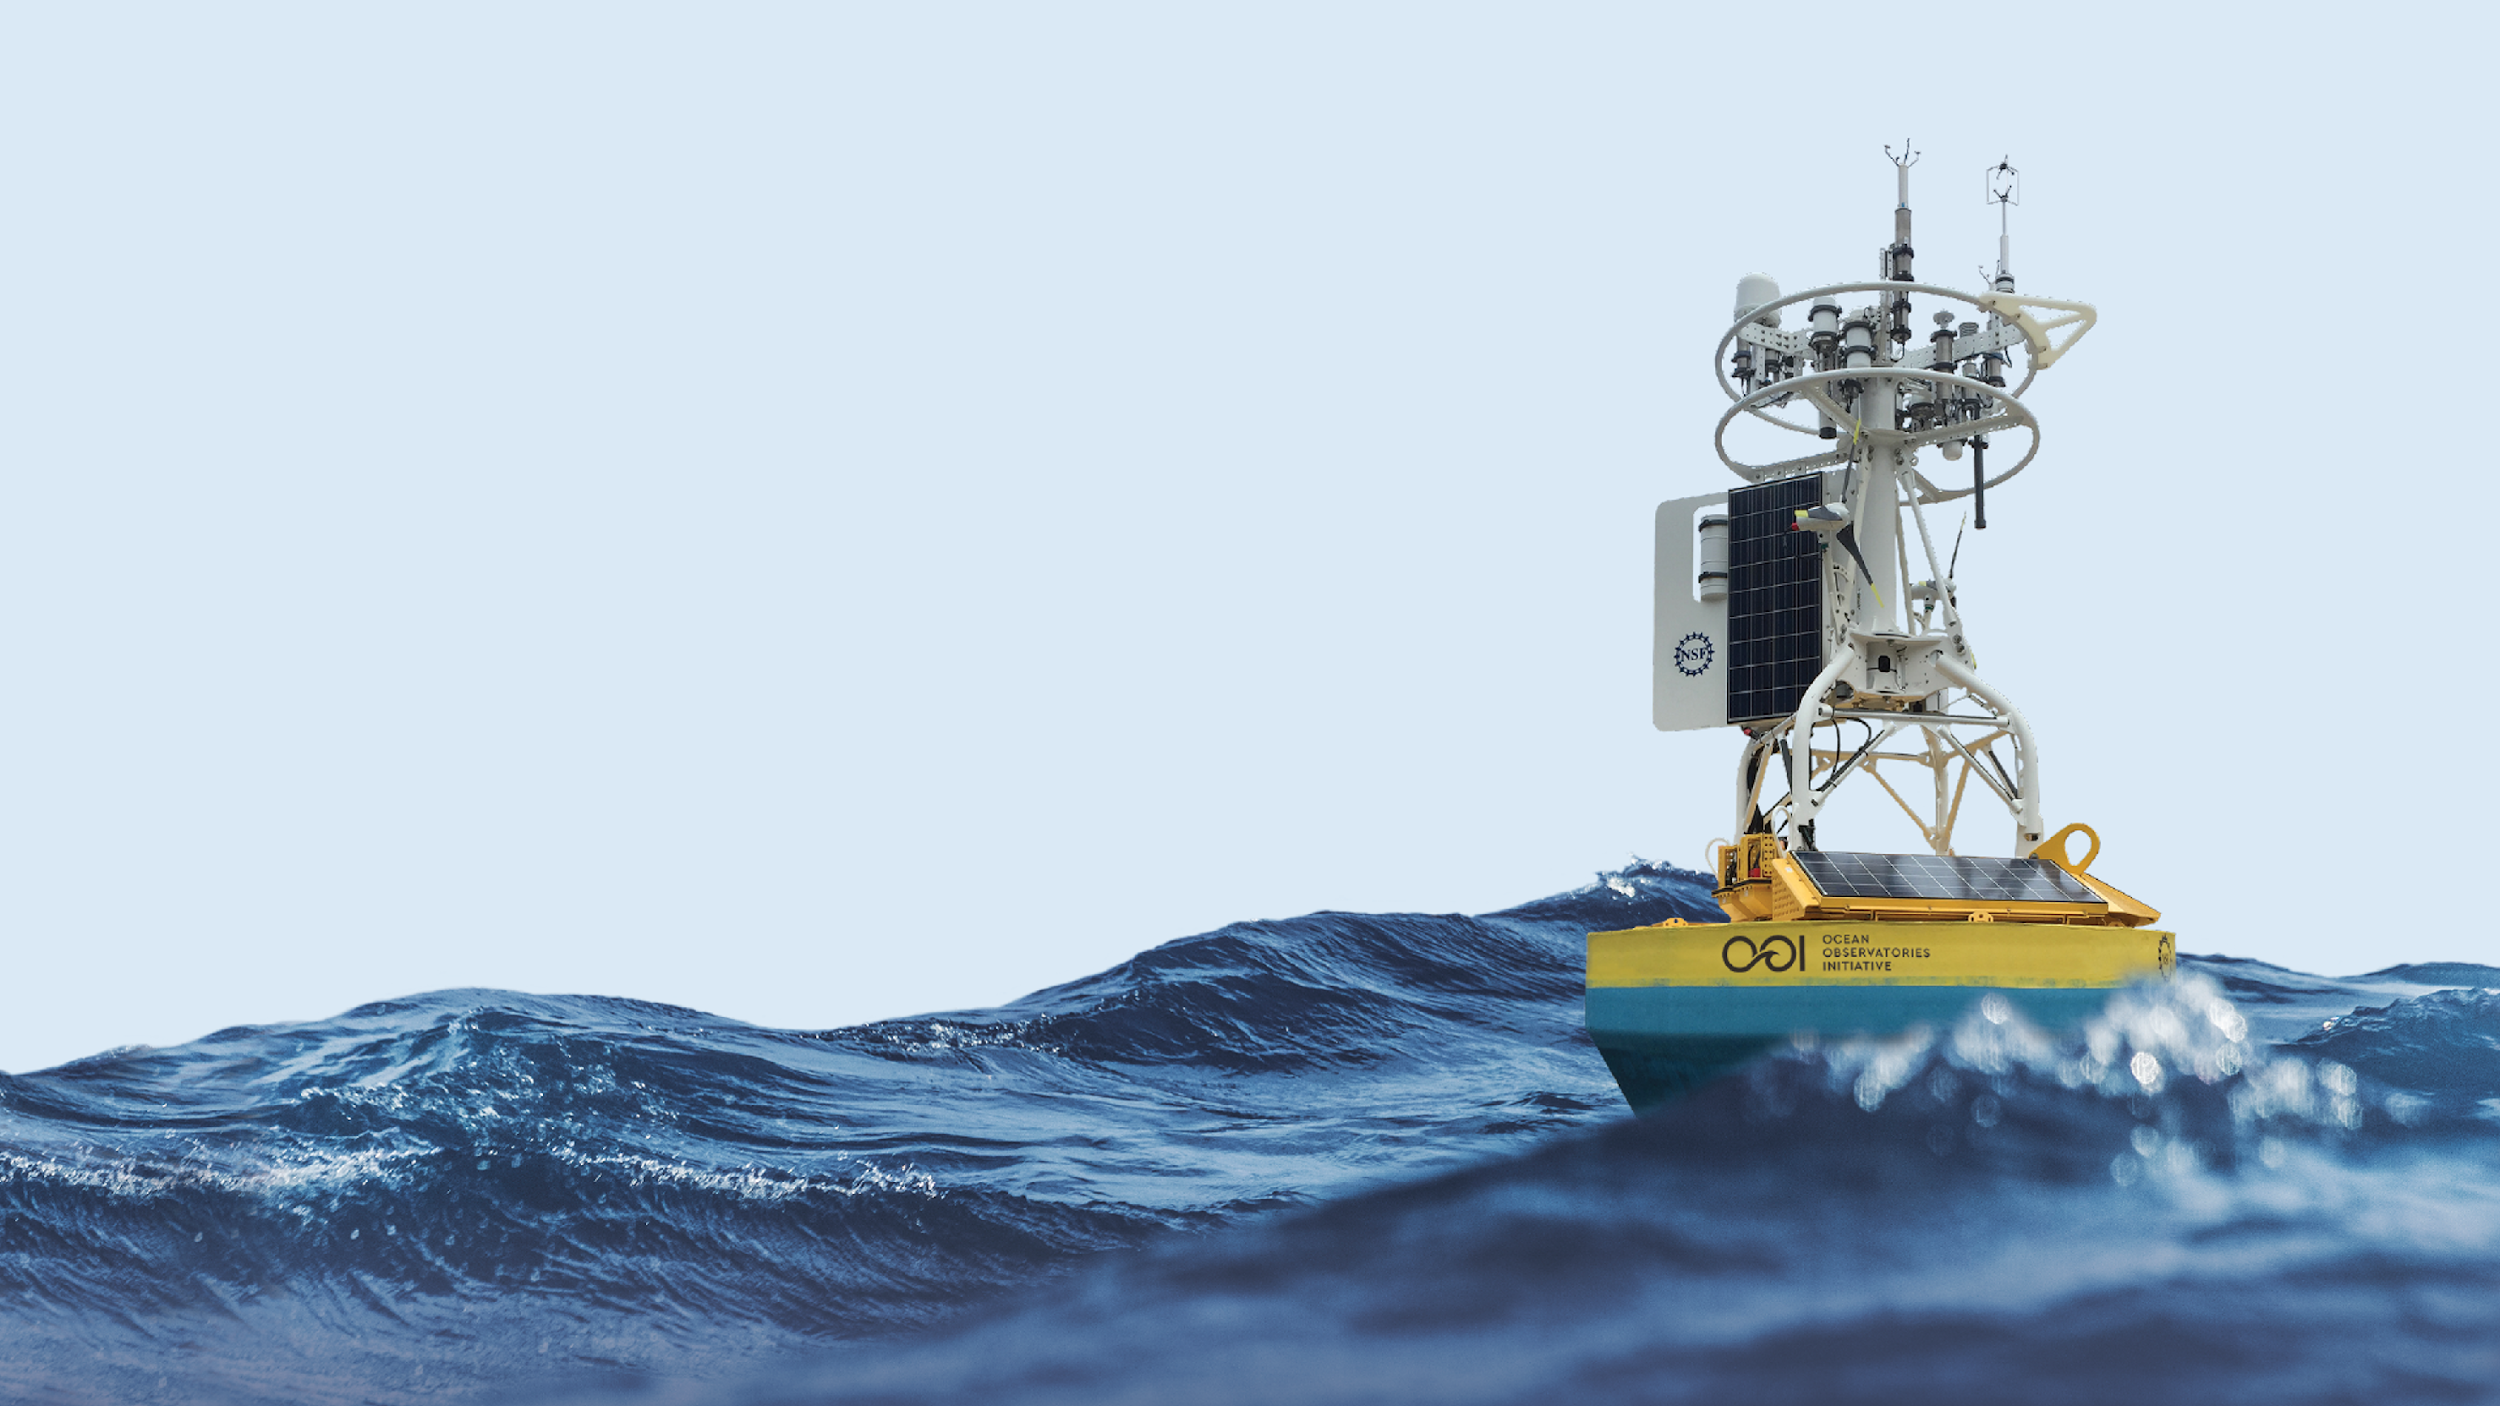 NSF
OOI
OCEAN
OBSERVATORIES
INITIATIVE